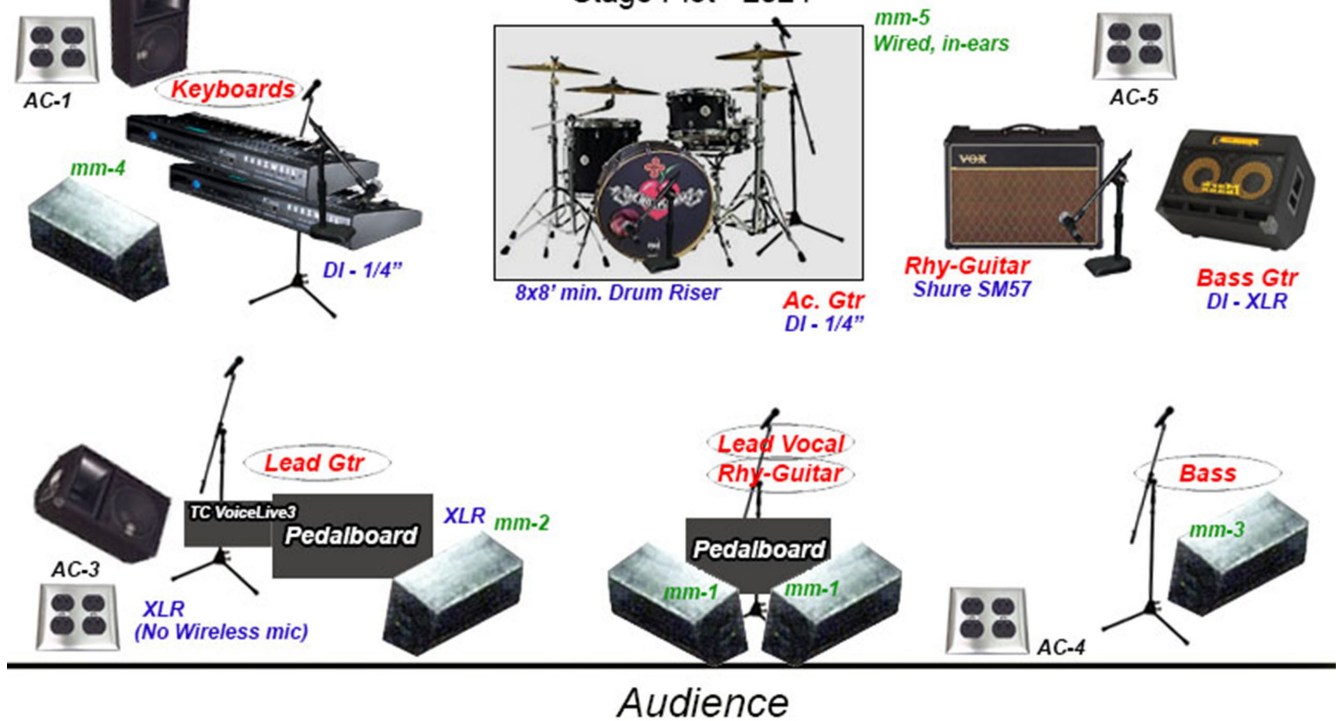 Stage Plot - 2024
mm-5
Wired, in-ears
AC-1
Keyboards
AC-5
mm-4
VOX
DI - 1/4”
8x8’ min. Drum Riser
Ac. Gtr
DI - 1/4”
Rhy-Guitar
Shure SM57
Bass Gtr
DI - XLR
Lead Gtr
Lead Vocal
Rhy-Guitar
Bass
TC VoiceLive3
Pedalboard
XLR
mm-2
Pedalboard
mm-3
AC-3
mm-1
mm-1
XLR
(No Wireless mic)
AC-4
Audience